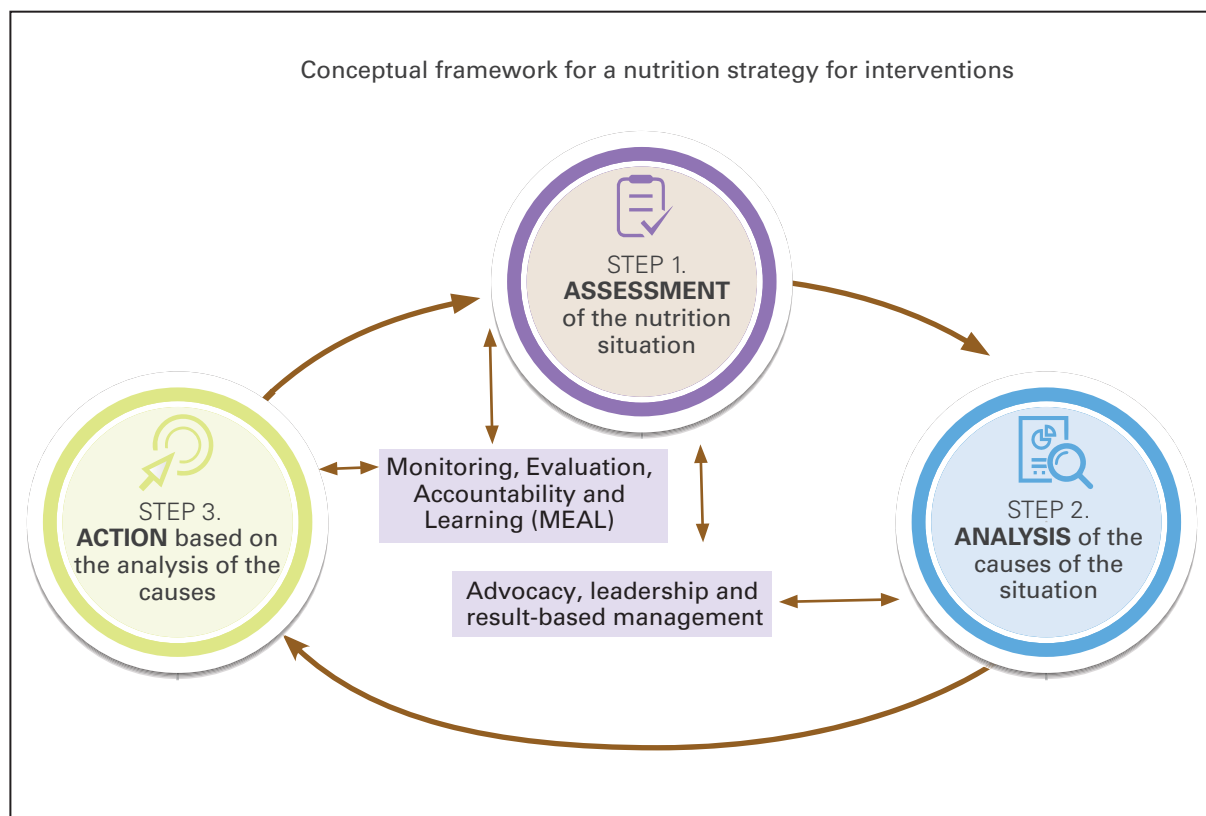 Conceptual framework for a nutrition strategy for interventions
STEP 1.
ASSESSMENT
of the nutrition
situation
Monitoring, Evaluation,
Accountability and
Learning (MEAL)
STEP 3.
ACTION based on
the analysis of the
causes
STEP 2.
ANALYSIS of the
causes of the
situation
Advocacy, leadership and
result-based management